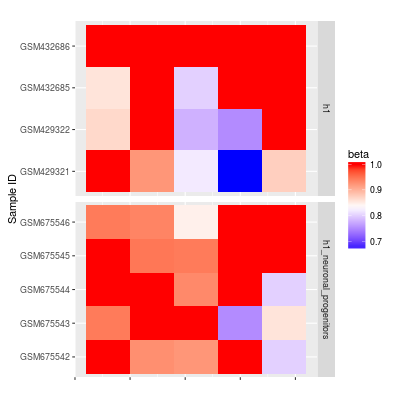 GSM432686
GSM432685
GSM429322
GSM429321
h1
GSM675546
GSM675545
GSM675544
GSM675543
GSM675542
h1_neuronal_progenitors
Sample ID
beta
1.0
0.9
0.8
0.7